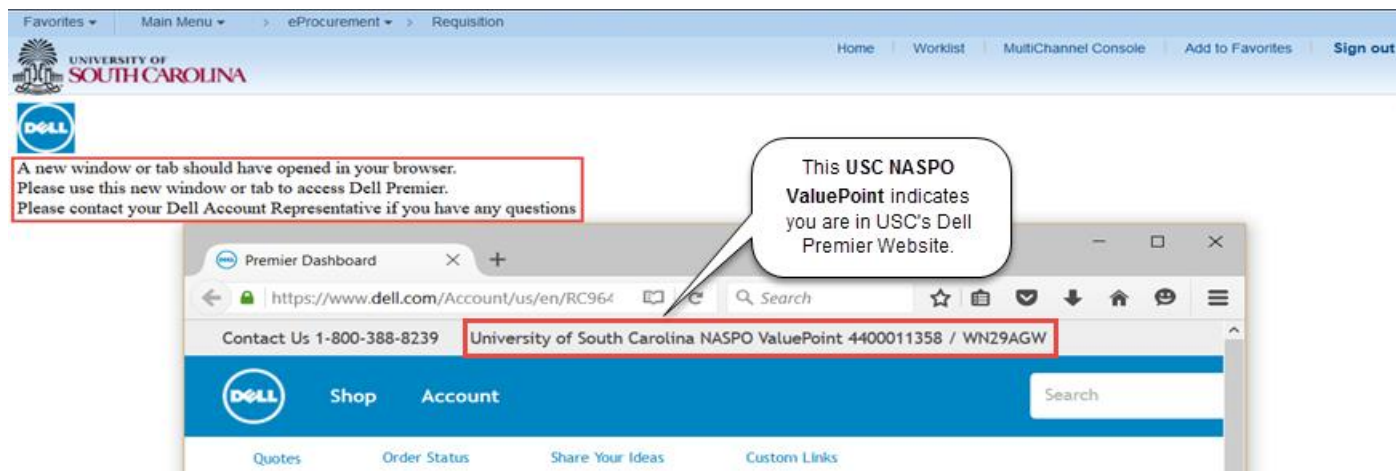 Favorites Main Menu > eProcurement > Requisition
UNIVERSITY OF
SOUTH CAROLINA
Home Worklist MultiChannel Console Add to Favorites Sign out
DELL
A new window or tab should have opened in your browser.
Please use this new window or tab to access Dell Premier.
Please contact your Dell Account Representative if you have any questions
This USC NASPO
ValuePoint indicates
you are in USC's Dell
Premier Website.
Premier Dashboard
https://www.dell.com/Account/us/en/RC964
Search
Contact Us 1-800-388-8239 University of South Carolina NASPO ValuePoint 4400011358 / WN29AGW
DELL Shop Account Search
Quotes Order Status Share Your Ideas Custom Links